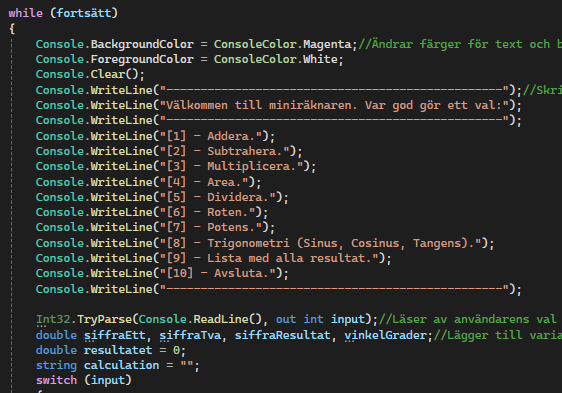 while (fortsätt)
{
Console.BackgroundColor = ConsoleColor.Magenta;//Ändrar färger för text och b
Console.ForegroundColor = ConsoleColor.White;
Console.Clear();
Console.WriteLine("------------------------------------------------");//Skri
Console.WriteLine("Välkommen till miniräknaren. Var god gör ett val:");
Console.WriteLine("------------------------------------------------");
Console.WriteLine("[1] - Addera.");
Console.WriteLine("[2] - Subtrahera.");
Console.WriteLine("[3] - Multiplicera.");
Console.WriteLine("[4] - Area.");
Console.WriteLine("[5] - Dividera.");
Console.WriteLine("[6] - Roten.");
Console.WriteLine("[7] - Potens.");
Console.WriteLine("[8] - Trigonometri (Sinus, Cosinus, Tangens).");
Console.WriteLine("[9] - Lista med alla resultat.");
Console.WriteLine("[10] - Avsluta.");
Console.WriteLine("------------------------------------------------");
Int32.TryParse(Console.ReadLine(), out int input);//Läser av användarens val
double siffraEtt, siffraTva, siffraResultat, vinkelGrader;//Lägger till varia
double resultatet = 0;
string calculation = "";
switch (input)
{